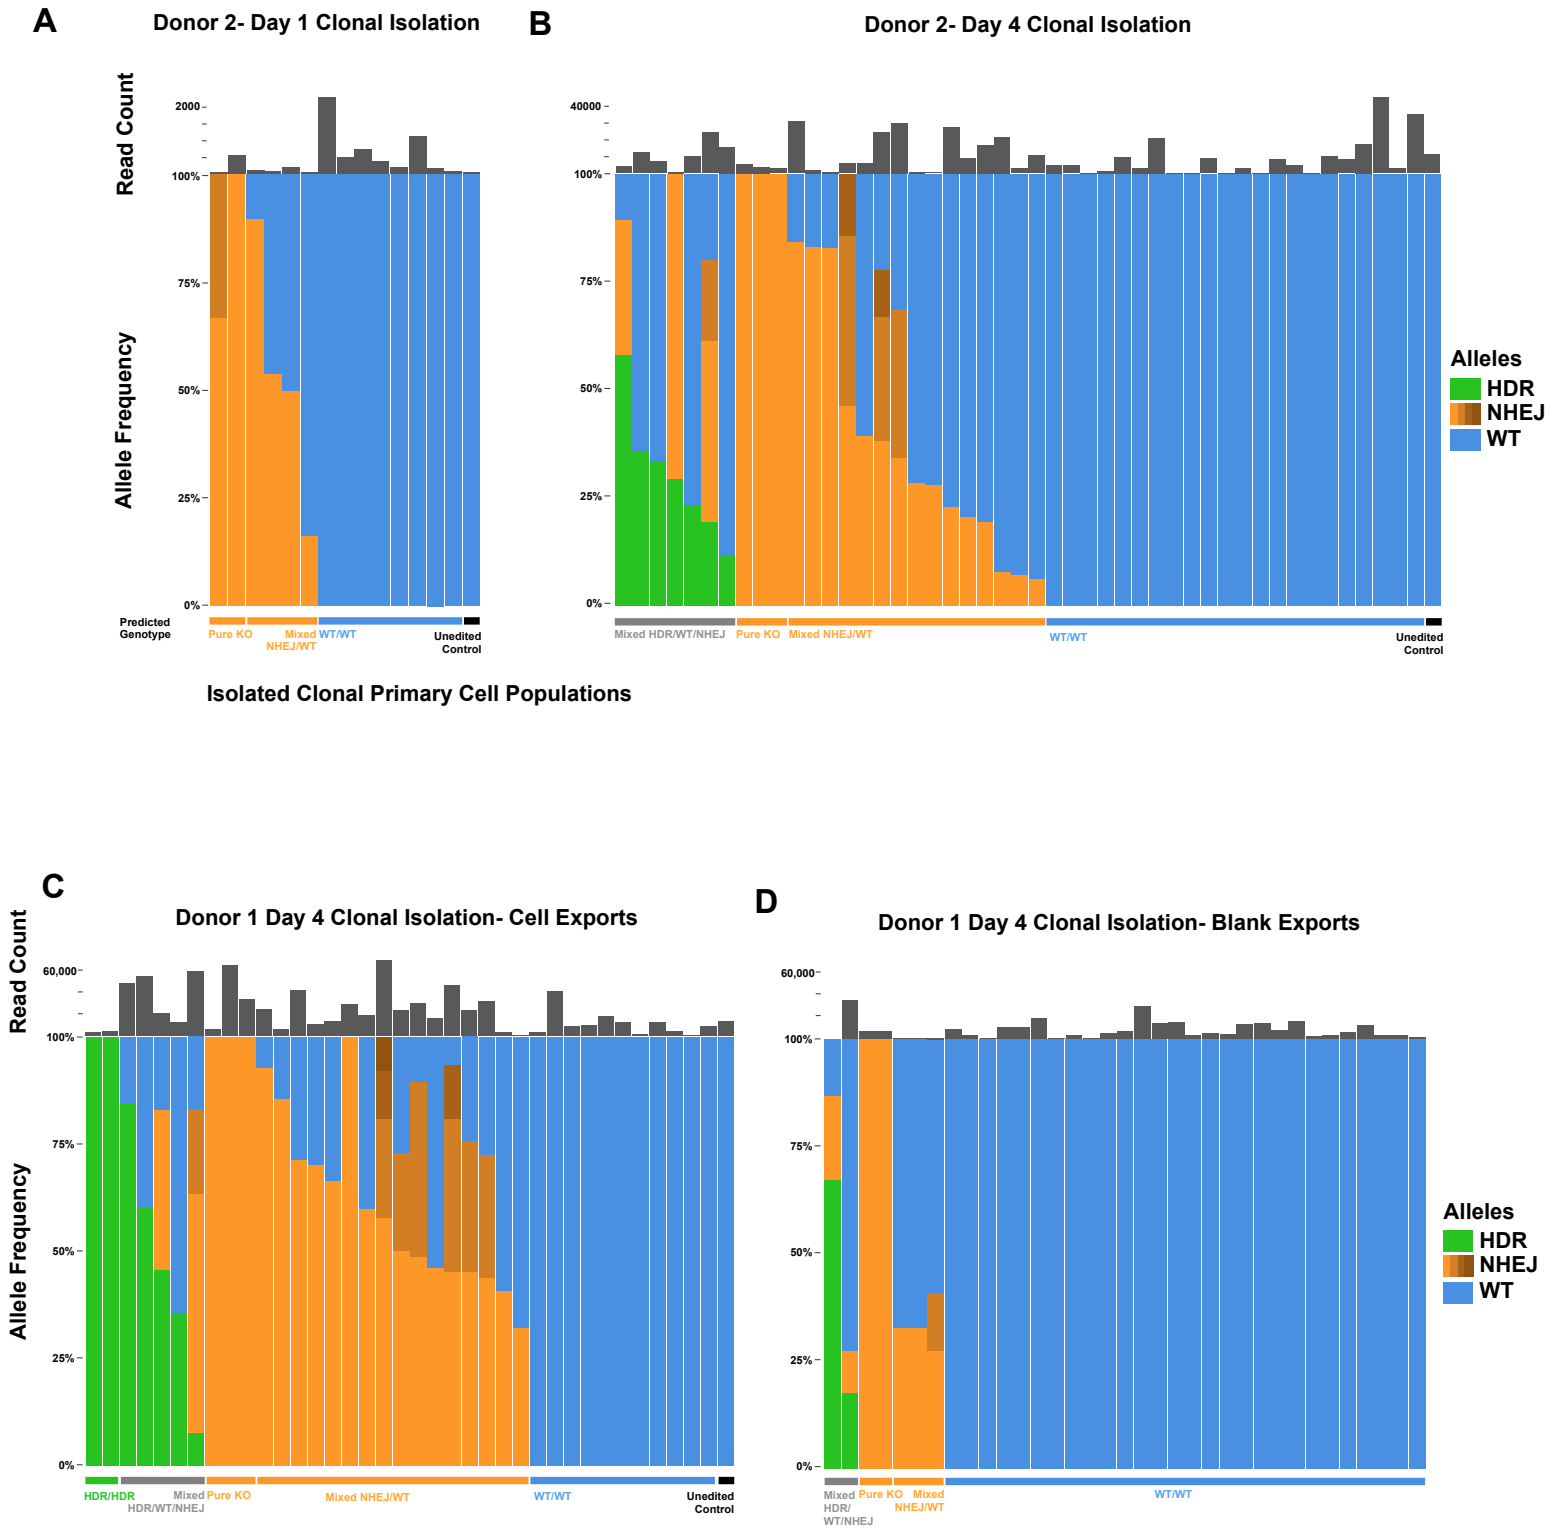 A
Donor 2- Day 1 Clonal Isolation
Read Count
2000
100%
75%
50%
25%
0%
Allele Frequency
Predicted
Genotype
Pure KO
Mixed
NHEJ/WT
WT/WT
Unedited
Control
B
Donor 2- Day 4 Clonal Isolation
40000
100%
75%
50%
25%
0%
Mixed HDR/WT/NHEJ
Pure KO
Mixed NHEJ/WT
WT/WT
Unedited
Control
Alleles
HDR
NHEJ
WT
Isolated Clonal Primary Cell Populations
C
Donor 1 Day 4 Clonal Isolation- Cell Exports
Read Count
60,000
100%
75%
50%
25%
0%
Allele Frequency
HDR/HDR
Mixed
HDR/WT/NHEJ
Pure KO
Mixed NHEJ/WT
WT/WT
Unedited
Control
D
Donor 1 Day 4 Clonal Isolation- Blank Exports
60,000
100%
75%
50%
25%
0%
Mixed
HDR/
WT/NHEJ
Pure KO
Mixed
NHEJ/WT
WT/WT
Alleles
HDR
NHEJ
WT